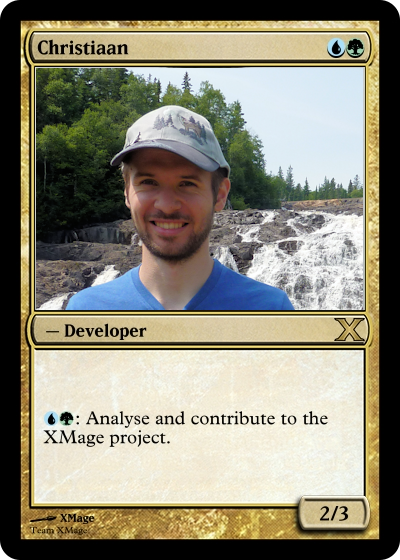 Christiaan
— Developer
X
: Analyse and contribute to the
XMage project.
2/3
XMage
Team XMage